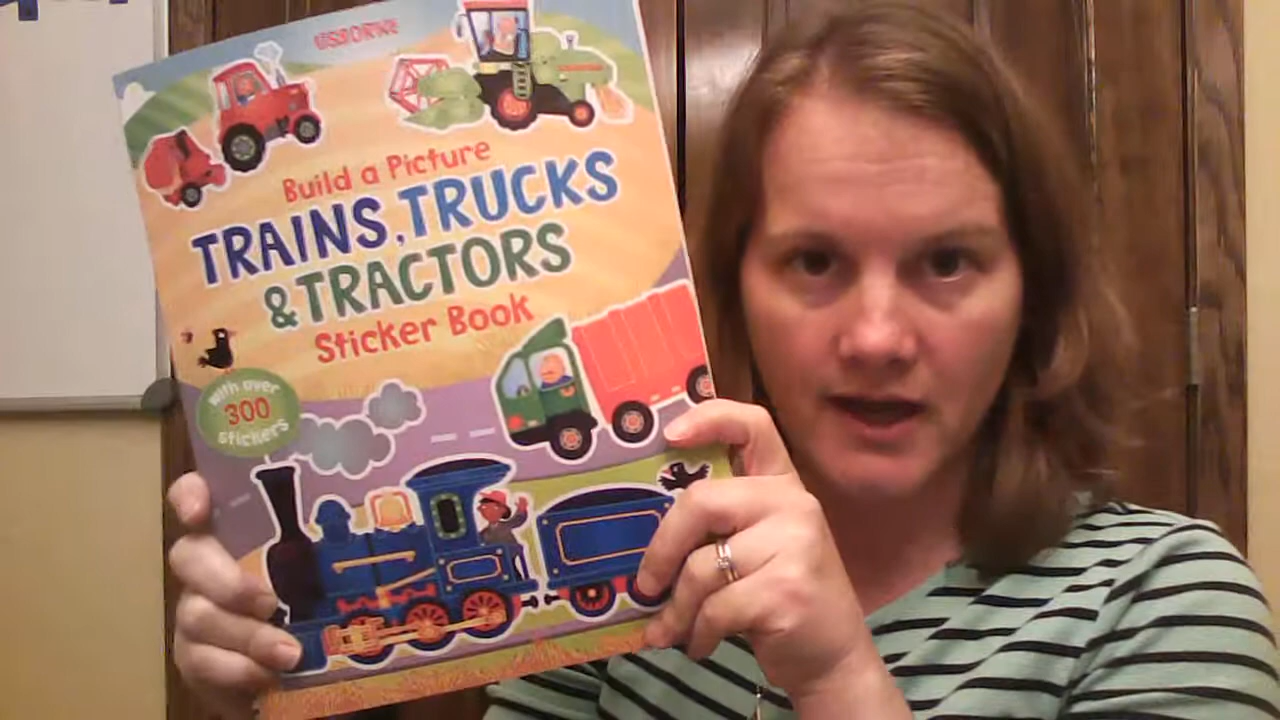 USBORNE
Build a Picture
TRAINS, TRUCKS
& TRACTORS
Sticker Book
with over
300
stickers